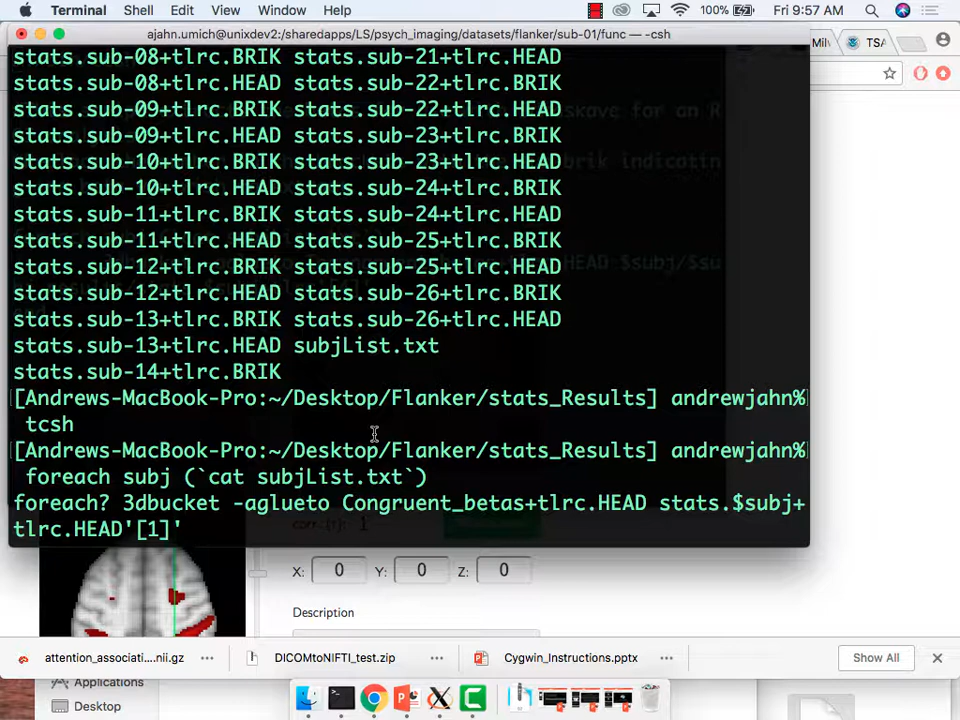 Terminal Shell Edit View Window Help 100% Fri 9:57 AM
ajahn.umich@unixdev2:/sharedapps/LS/psych_imaging/datasets/flanker/sub-01/func — -csh
TSA
stats.sub-08+tlrc.BRIK stats.sub-21+tlrc.HEAD
stats.sub-08+tlrc.HEAD stats.sub-22+tlrc.BRIK
stats.sub-09+tlrc.BRIK stats.sub-22+tlrc.HEAD
stats.sub-09+tlrc.HEAD stats.sub-23+tlrc.BRIK
stats.sub-10+tlrc.BRIK stats.sub-23+tlrc.HEAD
stats.sub-10+tlrc.HEAD stats.sub-24+tlrc.BRIK
stats.sub-11+tlrc.BRIK stats.sub-24+tlrc.HEAD
stats.sub-11+tlrc.HEAD stats.sub-25+tlrc.BRIK
stats.sub-12+tlrc.BRIK stats.sub-25+tlrc.HEAD
stats.sub-12+tlrc.HEAD stats.sub-26+tlrc.BRIK
stats.sub-13+tlrc.BRIK stats.sub-26+tlrc.HEAD
stats.sub-13+tlrc.HEAD subjList.txt
stats.sub-14+tlrc.BRIK
[Andrews-MacBook-Pro:~/Desktop/Flanker/stats_Results] andrewjahn%
tcsh
[Andrews-MacBook-Pro:~/Desktop/Flanker/stats_Results] andrewjahn%
foreach subj (`cat subjList.txt`)
foreach? 3dbucket -aglueto Congruent_betas+tlrc.HEAD stats.$subj+
tlrc.HEAD'[1]'
X: 0 Y: 0 Z: 0
Description
attention_associati....nii.gz DICOMtoNIFTI_test.zip Cygwin_Instructions.pptx Show All
Applications
Desktop